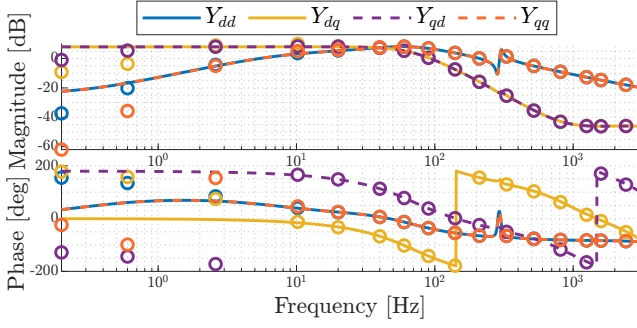 Y_dd Y_dq Y_qd Y_qq
Magnitude [dB]
0
-20
-40
-60
10^0 10^1 10^2 10^3
Phase [deg]
200
0
-200
10^0 10^1 10^2 10^3
Frequency [Hz]